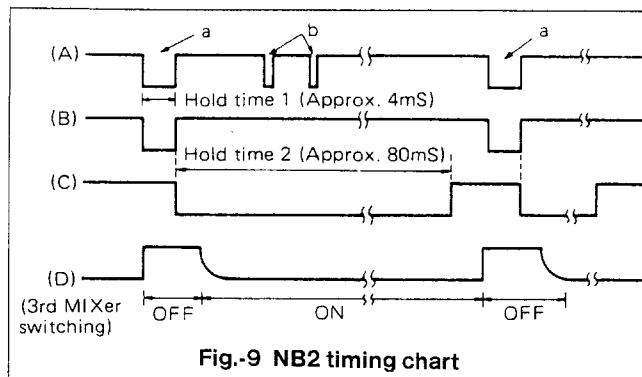 a b a
(A)
Hold time 1 (Approx. 4mS)
(B)
Hold time 2 (Approx. 80mS)
(C)
(D)
(3rd MIXer
switching)
OFF ON OFF
Fig.-9 NB2 timing chart